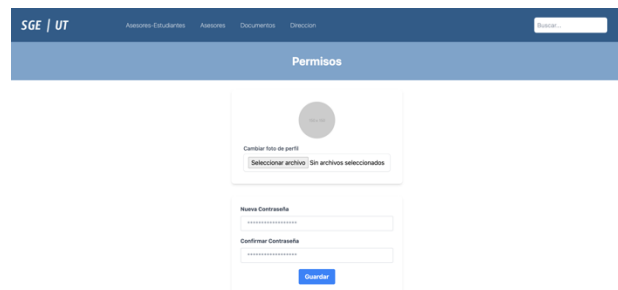 SGE | UT Asesores-Estudiantes Asesores Documentos Direccion Buscar...
Permisos
Cambiar foto de perfil
Seleccionar archivo Sin archivos seleccionados
Nueva Contraseña
******************
Confirmar Contraseña
******************
Guardar